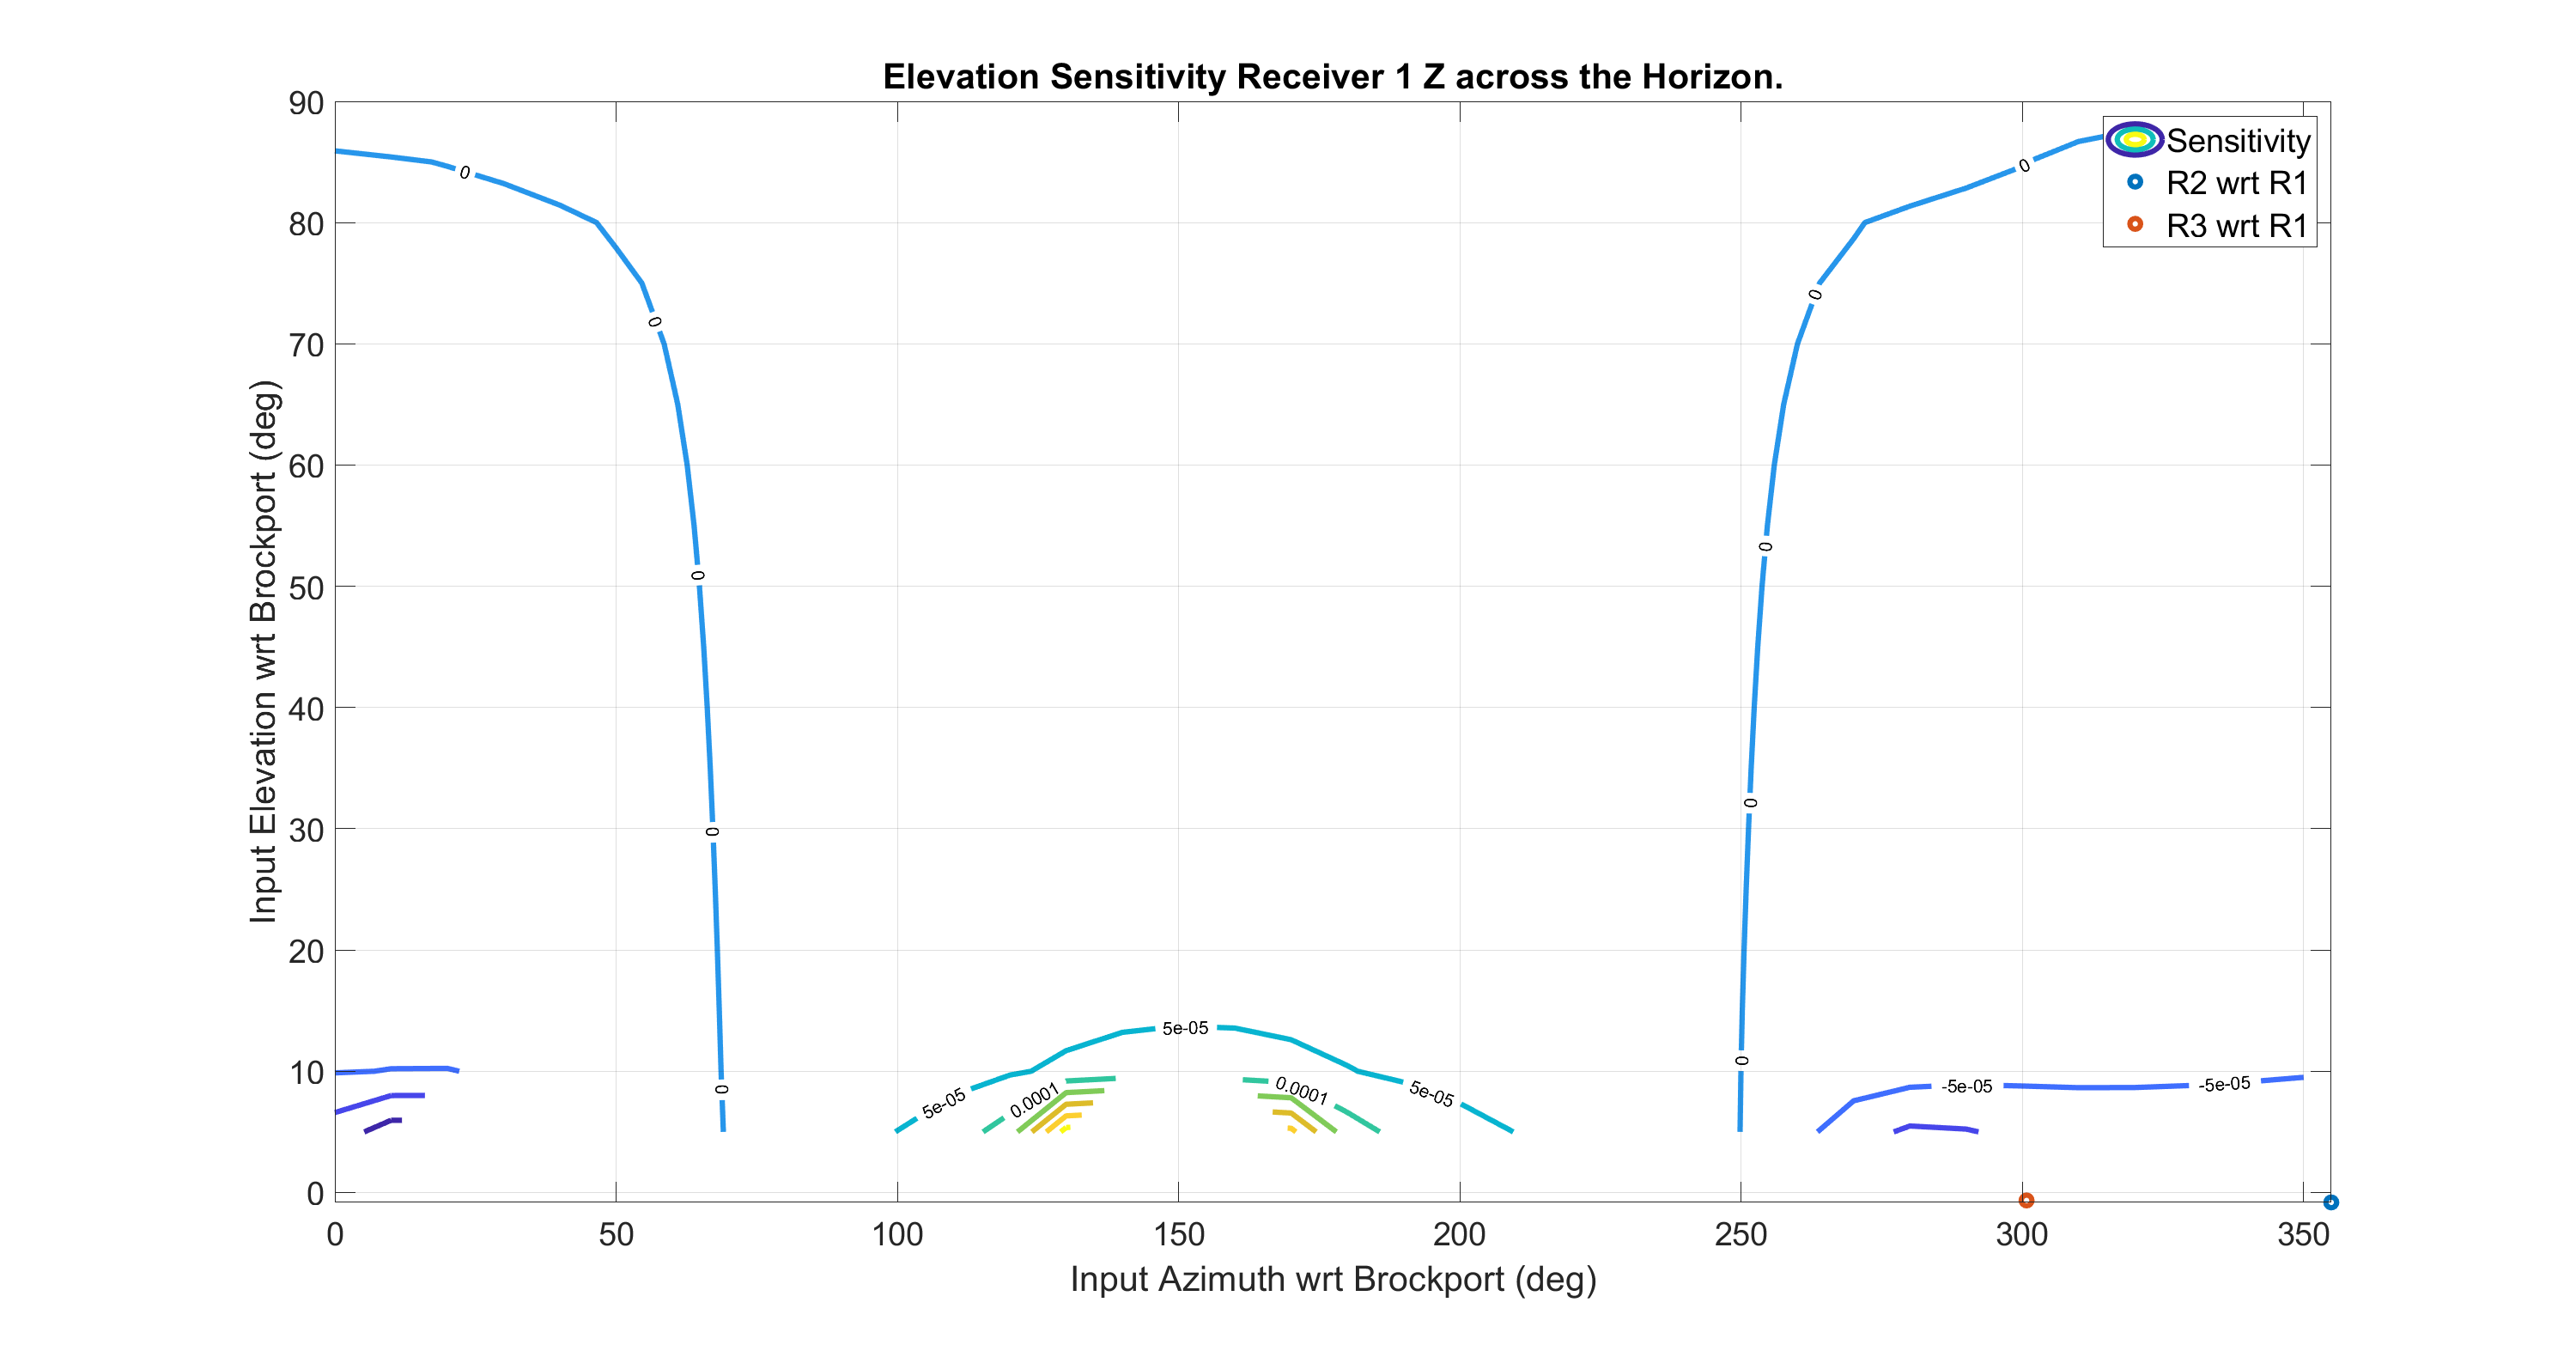 Elevation Sensitivity Receiver 1 Z across the Horizon.
Sensitivity
R2 wrt R1
R3 wrt R1
Input Elevation wrt Brockport (deg)
90
80
70
60
50
40
30
20
10
0
0
0
0
0
0
0
0
0
0
0
5e-05
5e-05
5e-05
0.0001
0.0001
-5e-05
-5e-05
0
50
100
150
200
250
300
350
Input Azimuth wrt Brockport (deg)